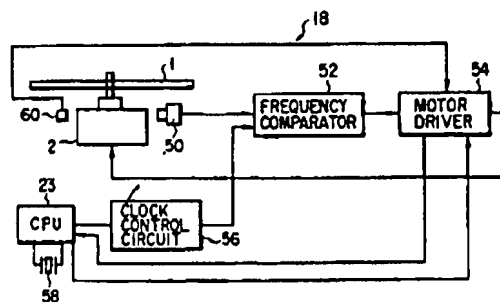 18
1
52
54
FREQUENCY
COMPARATOR
MOTOR
DRIVER
60
2
50
23
CPU
CLOCK
CONTROL
CIRCUIT
56
58